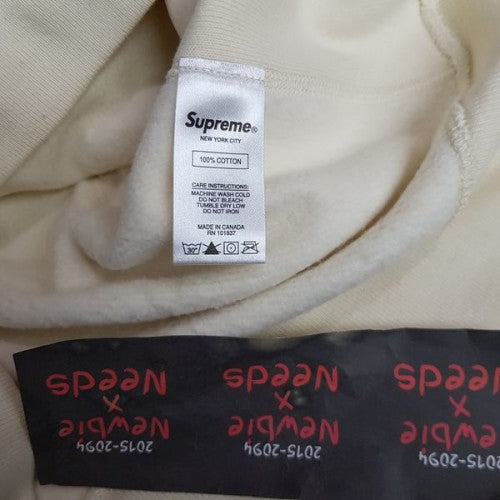 Supreme®
NEW YORK CITY
100% COTTON
CARE INSTRUCTIONS:
MACHINE WASH COLD
DO NOT BLEACH
TUMBLE DRY LOW
DO NOT IRON
MADE IN CANADA
RN 101837
30°
2015-2094
Newbie
X
Needs
2015-2094
Newbie
X
Needs
2015-2094
Newbie
X
Needs